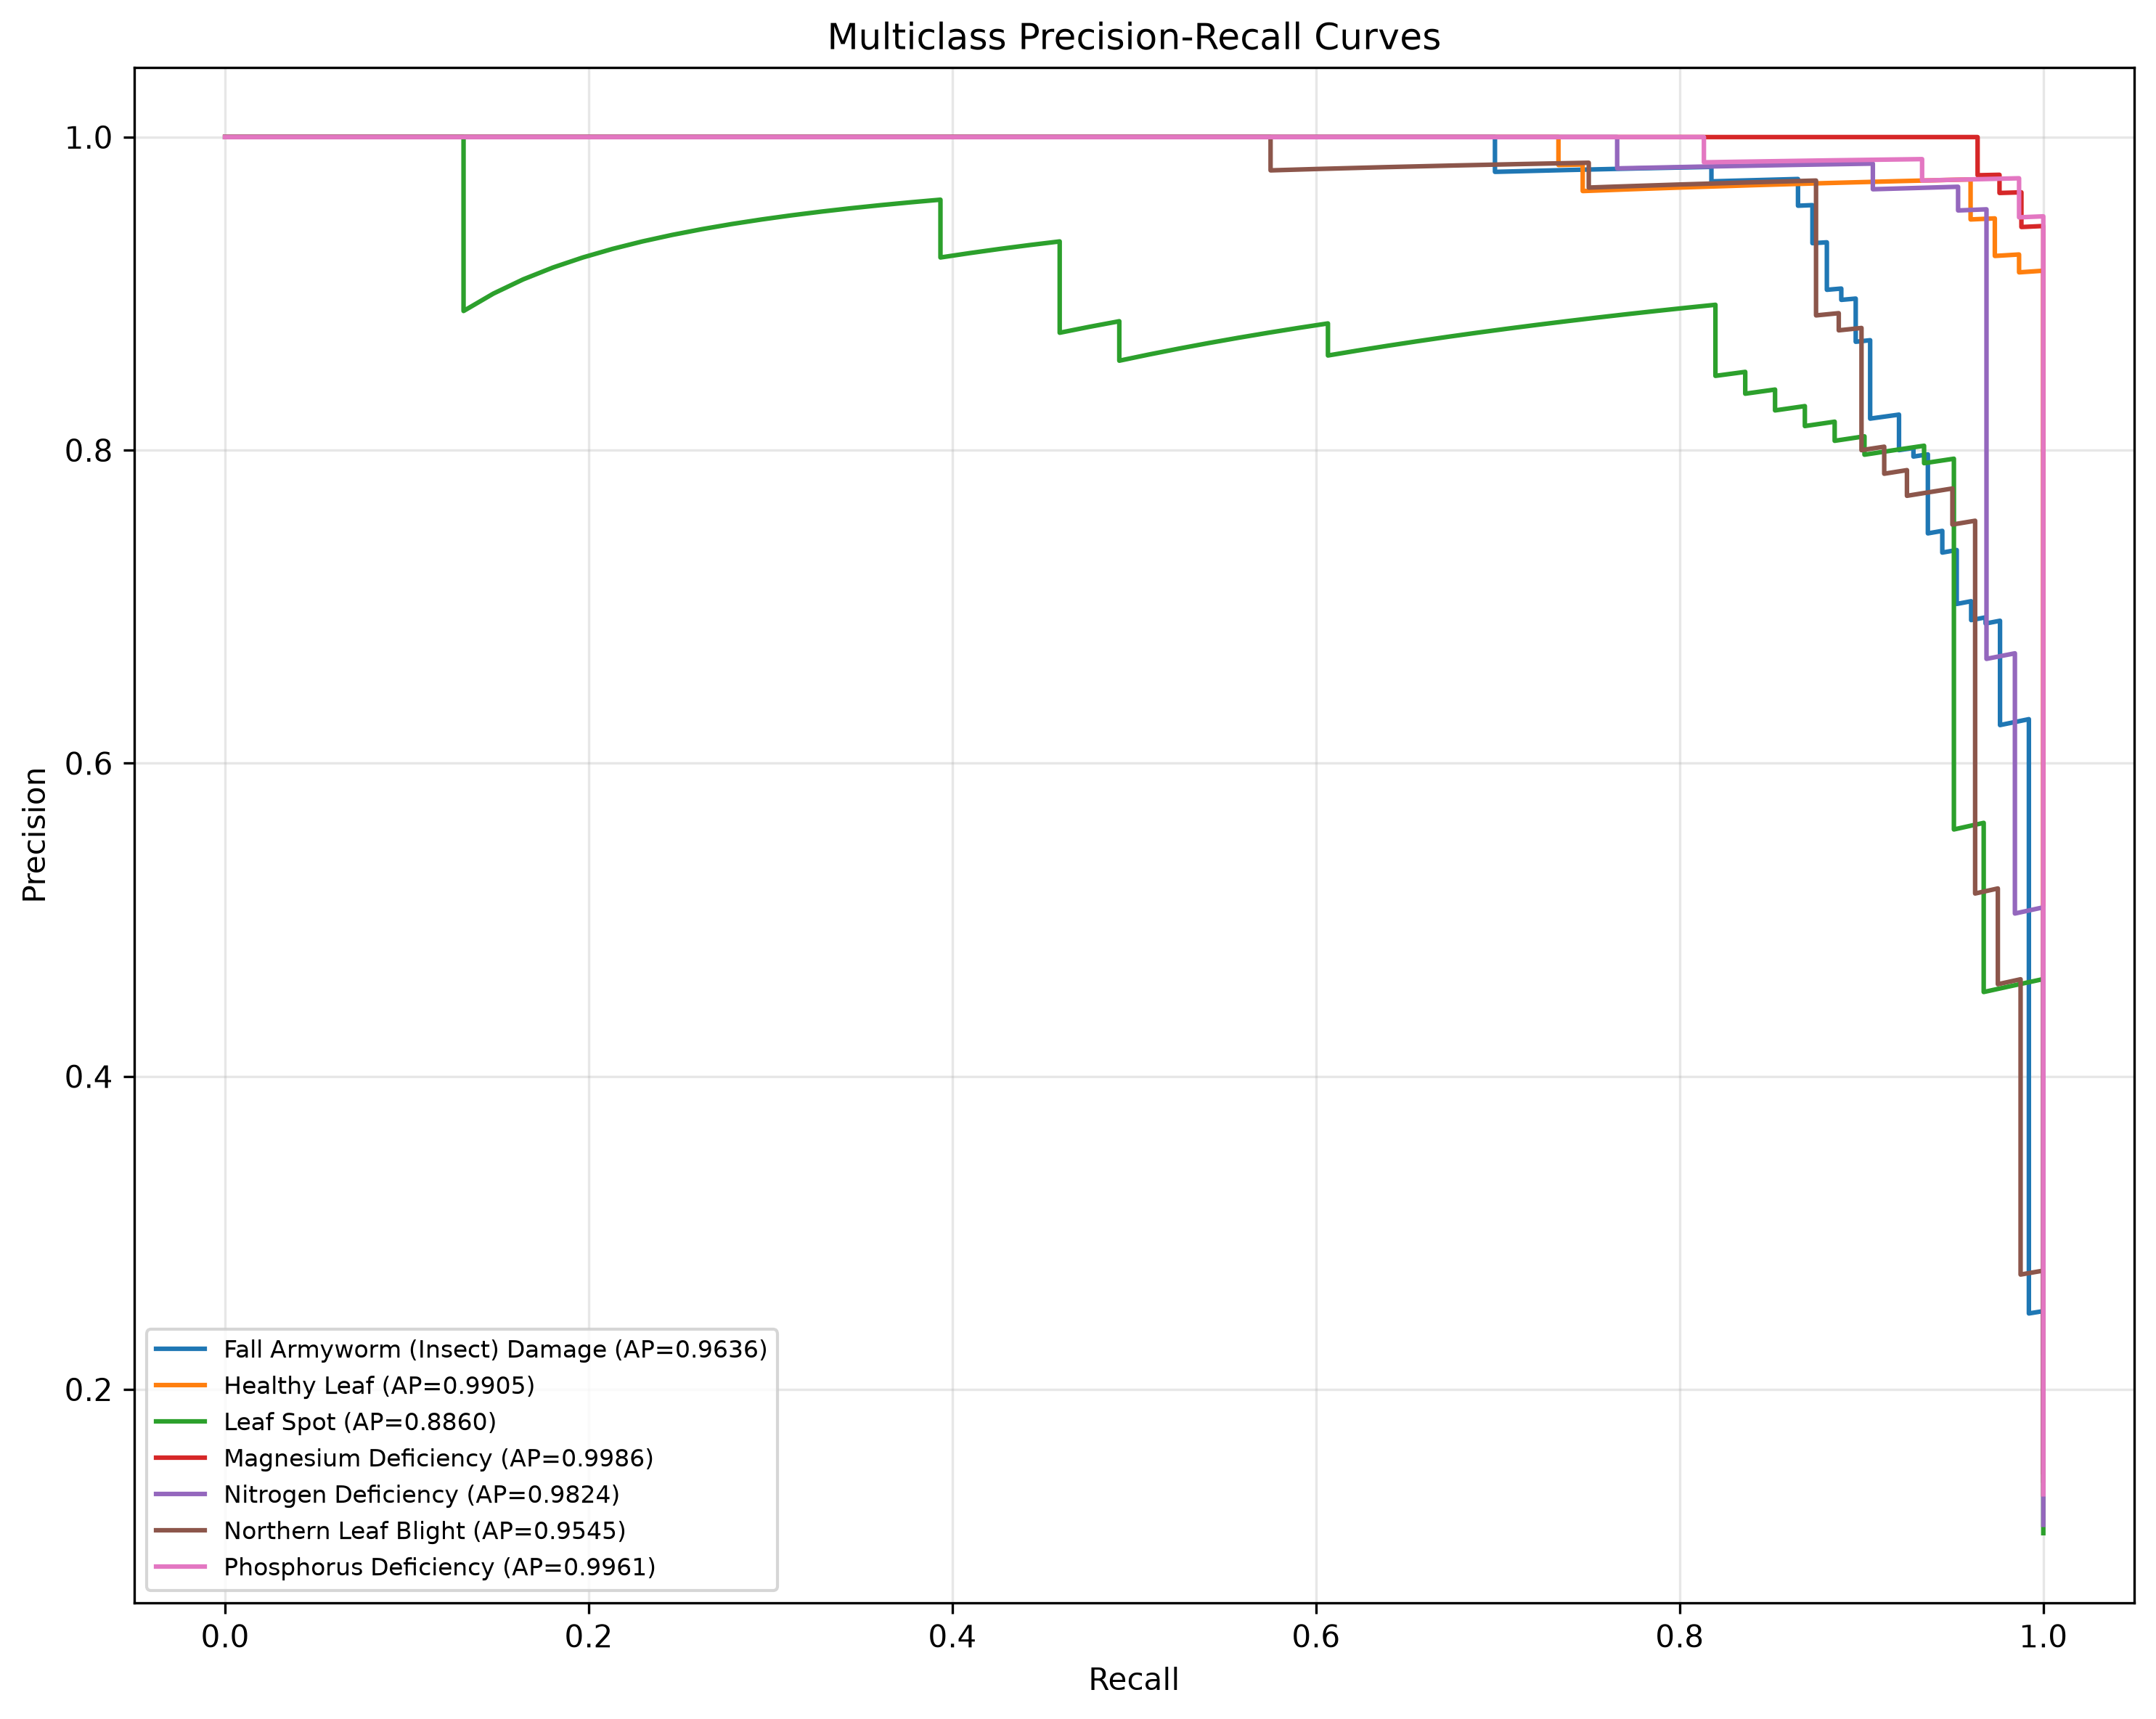 Multiclass Precision-Recall Curves
Precision
1.0
0.8
0.6
0.4
0.2
Fall Armyworm (Insect) Damage (AP=0.9636)
Healthy Leaf (AP=0.9905)
Leaf Spot (AP=0.8860)
Magnesium Deficiency (AP=0.9986)
Nitrogen Deficiency (AP=0.9824)
Northern Leaf Blight (AP=0.9545)
Phosphorus Deficiency (AP=0.9961)
0.0 0.2 0.4 0.6 0.8 1.0
Recall